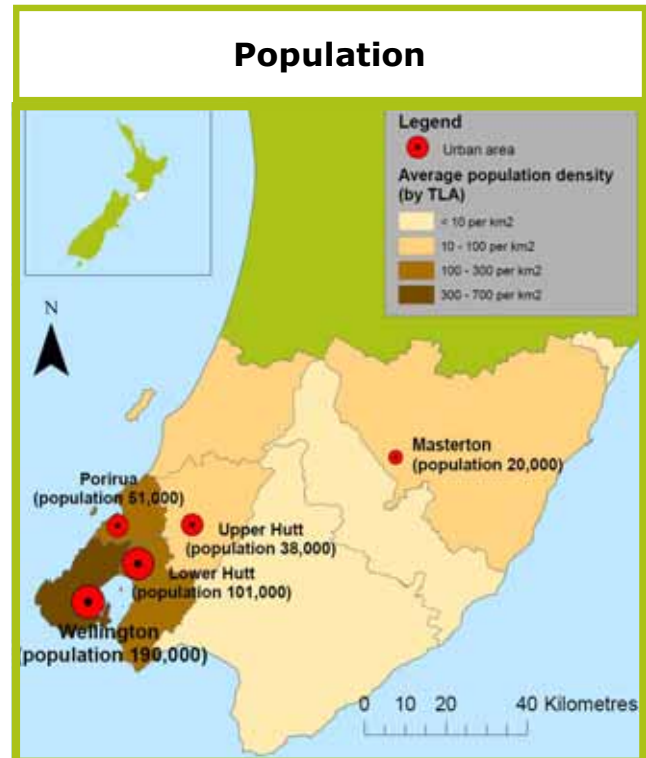 Population
Legend
Urban area
Average population density
(by TLA)
< 10 per km2
10 - 100 per km2
100 - 300 per km2
300 - 700 per km2
N
Masterton
(population 20,000)
Porirua
(population 51,000)
Upper Hutt
(population 38,000)
Lower Hutt
(population 101,000)
Wellington
(population 190,000)
0 10 20 40 Kilometres